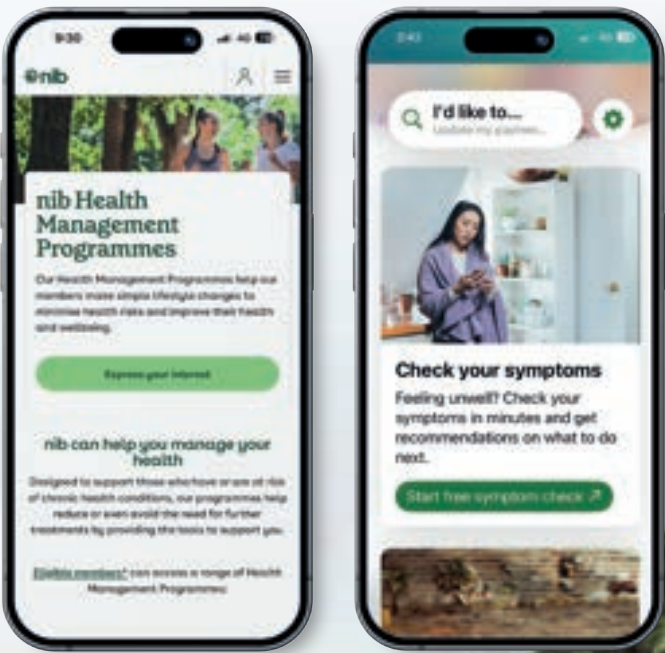 9:30
nib
nib Health
Management
Programmes
Our Health Management Programmes help our
members make simple lifestyle changes to
minimise health risks and improve their health
and wellbeing.
Express your interest
nib can help you manage your
health
Designed to support those who have or are at risk
of chronic health conditions, our programmes help
reduce or even avoid the need for further
treatments by providing the tools to support you.
Eligible members* can access a range of Health
Management Programmes:
I'd like to...
Update my
Check your symptoms
Feeling unwell? Check your
symptoms in minutes and get
recommendations on what to do
next.
Start free symptom check ↗